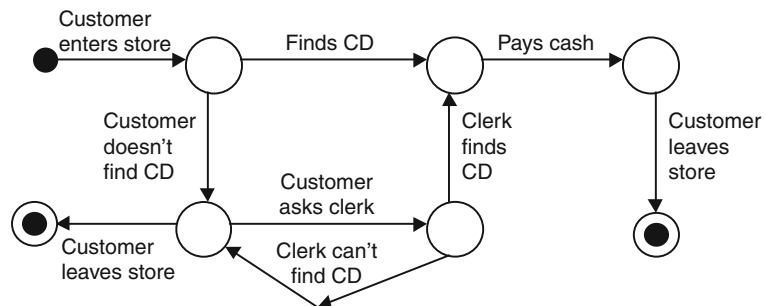 Customer
enters store
Finds CD
Pays cash
Customer
doesn't
find CD
Clerk
finds
CD
Customer
leaves
store
Customer
asks clerk
Customer
leaves store
Clerk can't
find CD